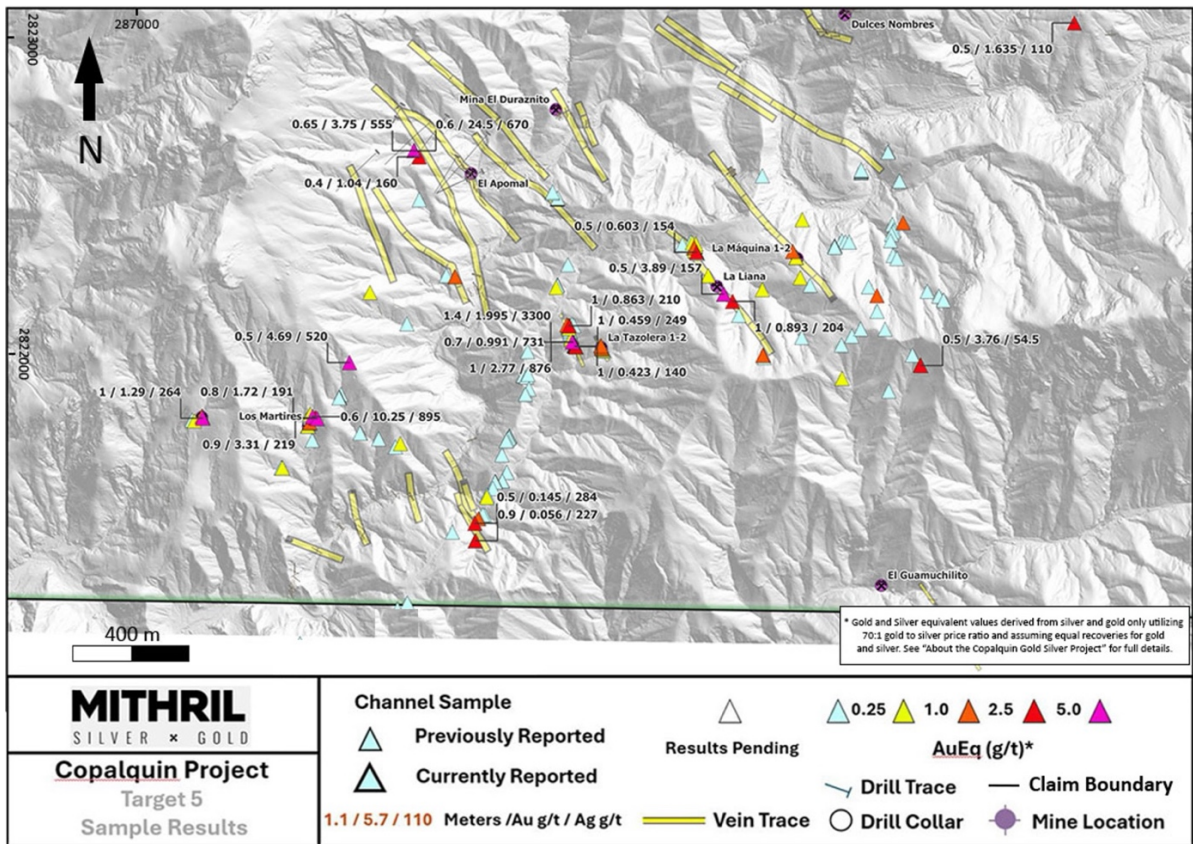 287000
2823000
Dulces Nombres
0.5 / 1.635 / 110
N
Mina El Duraznito
0.65 / 3.75 / 555
0.6 / 24.5 / 670
0.4 / 1.04 / 160
El Apomal
0.5 / 0.603 / 154
La Máquina 1-2
0.5 / 3.89 / 157
La Liana
1 / 0.863 / 210
1.4 / 1.995 / 3300
1 / 0.459 / 249
1 / 0.893 / 204
2822000
0.5 / 4.69 / 520
0.7 / 0.991 / 731
La Tazolera 1-2
0.5 / 3.76 / 54.5
1 / 2.77 / 876
1 / 0.423 / 140
1 / 1.29 / 264
0.8 / 1.72 / 191
Los Martires
0.6 / 10.25 / 895
0.9 / 3.31 / 219
0.5 / 0.145 / 284
0.9 / 0.056 / 227
El Guamuchilito
400 m
* Gold and Silver equivalent values derived from silver and gold only utilizing
70:1 gold to silver price ratio and assuming equal recoveries for gold
and silver. See “About the Copalquin Gold Silver Project” for full details.
MITHRIL
SILVER × GOLD
Copalquin Project
Target 5
Sample Results
Channel Sample
Previously Reported
Currently Reported
1.1 / 5.7 / 110 Meters /Au g/t / Ag g/t
Results Pending
0.25 1.0 2.5 5.0
AuEq (g/t)*
Vein Trace
Drill Trace
Claim Boundary
Drill Collar
Mine Location